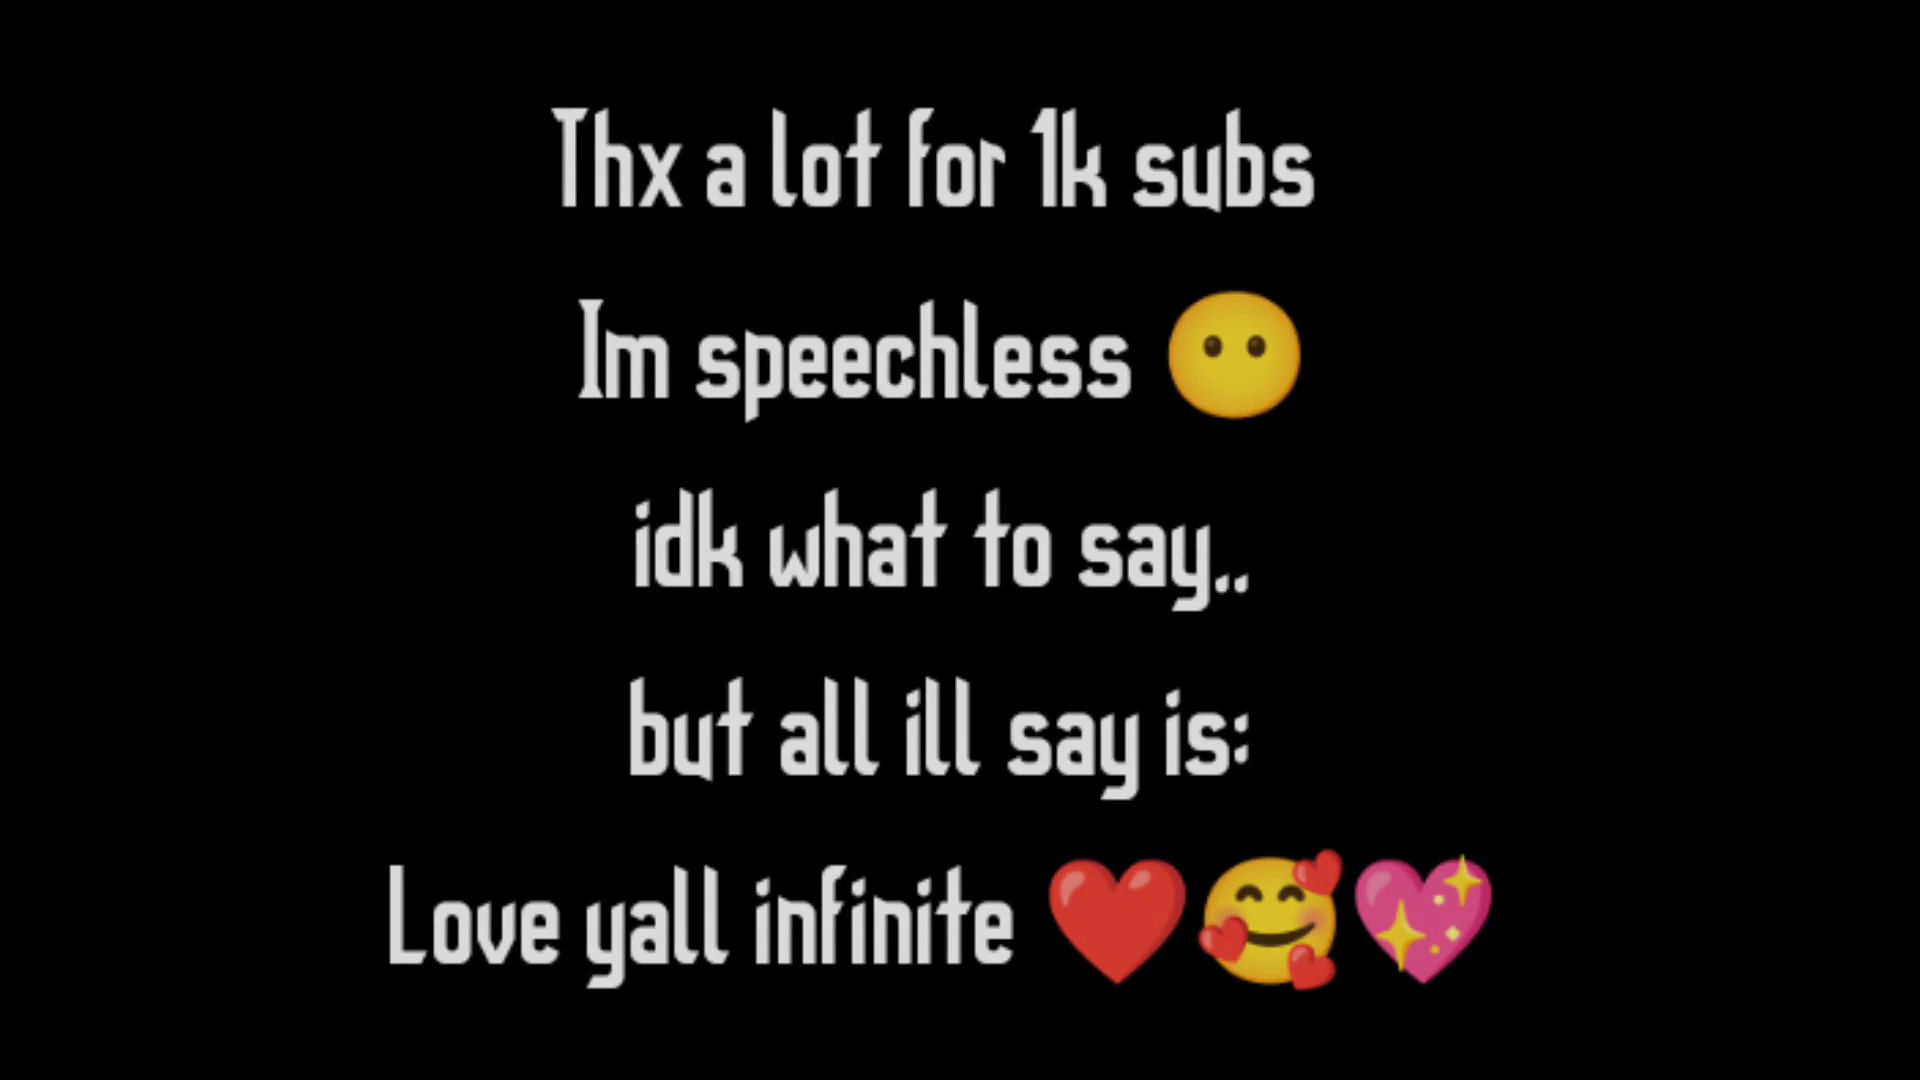 Thx a lot for 1k subs
Im speechless 😶
idk what to say..
but all ill say is:
Love yall infinite ❤️🥰💖